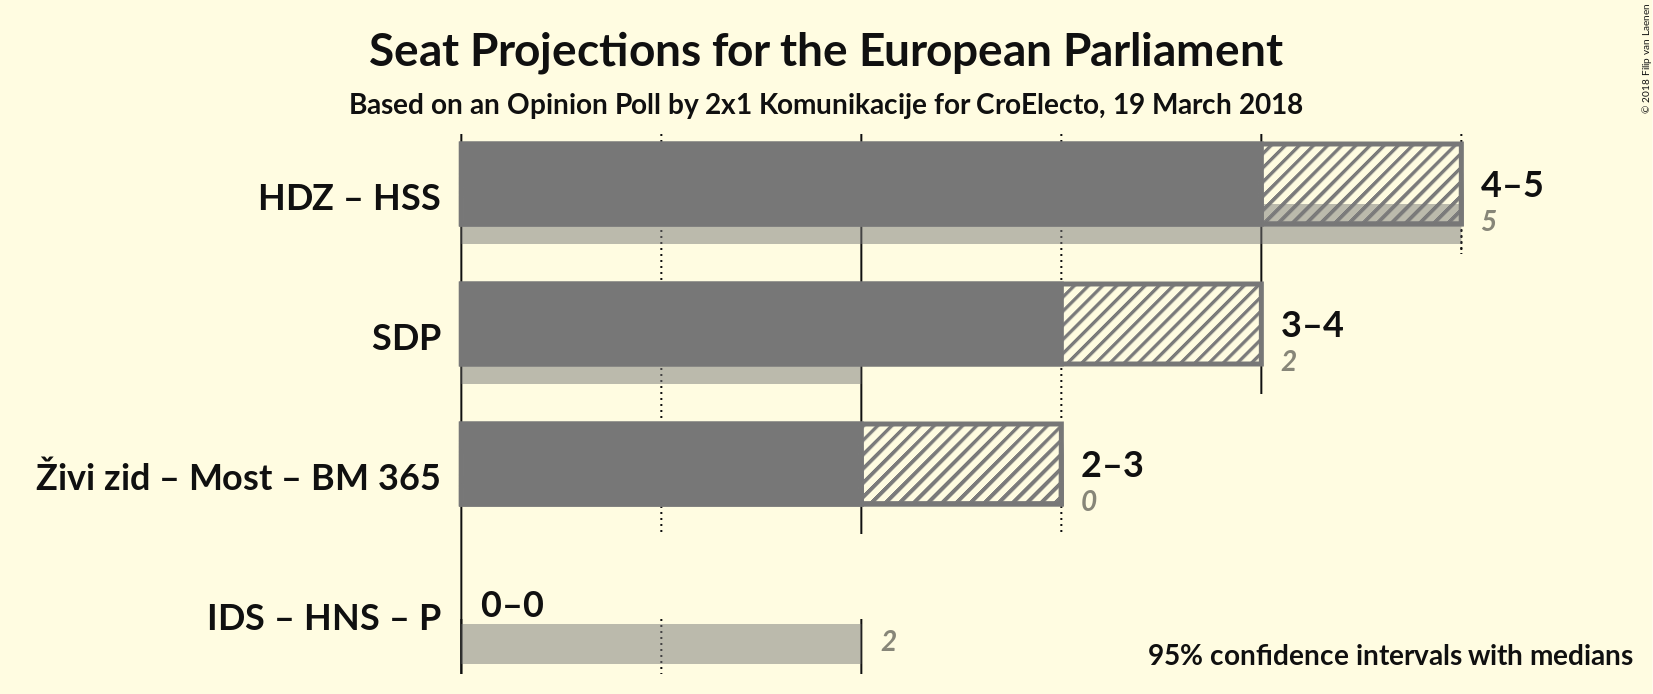 Seat Projections for the European Parliament
Based on an Opinion Poll by 2x1 Komunikacije for CroElecto, 19 March 2018
© 2018 Filip van Laenen
HDZ – HSS
4–5
5
SDP
3–4
2
Živi zid – Most – BM 365
2–3
0
IDS – HNS – P
0–0
2
95% confidence intervals with medians